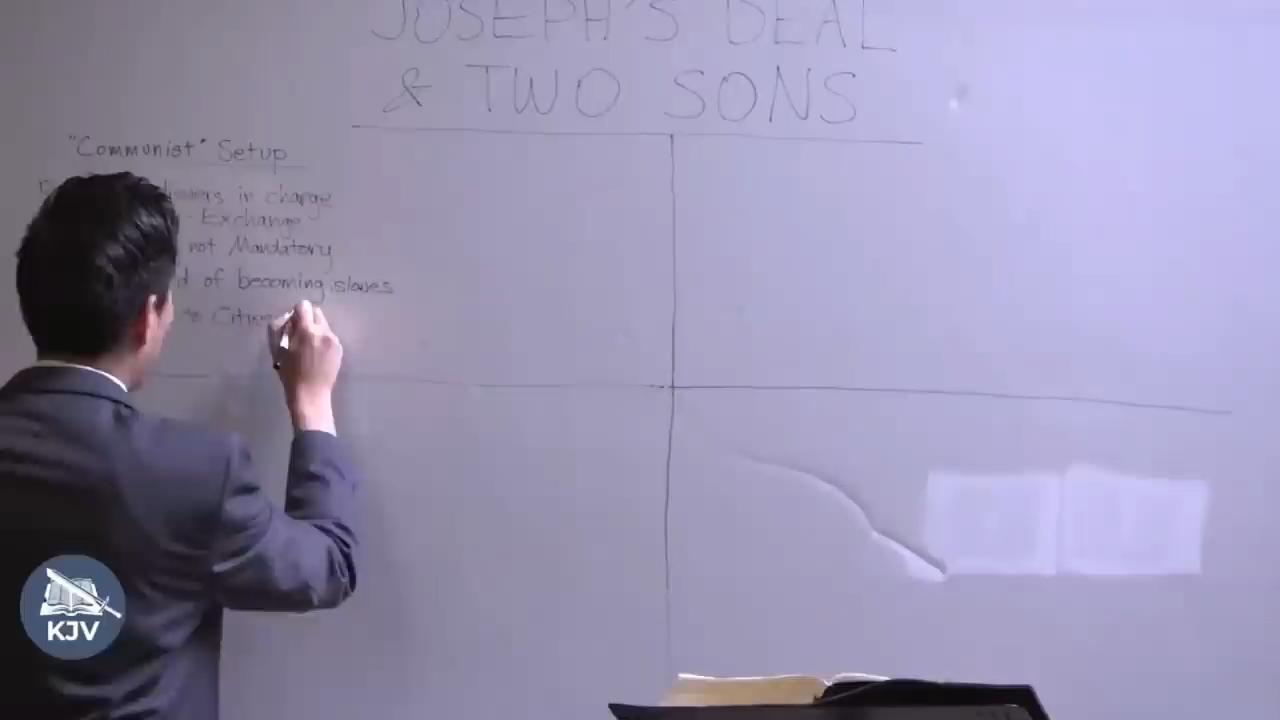 JOSEPH'S DEAL
& TWO SONS
"Communist" Setup
in charge
Exchange
not Mandatory
of becoming slaves
KJV